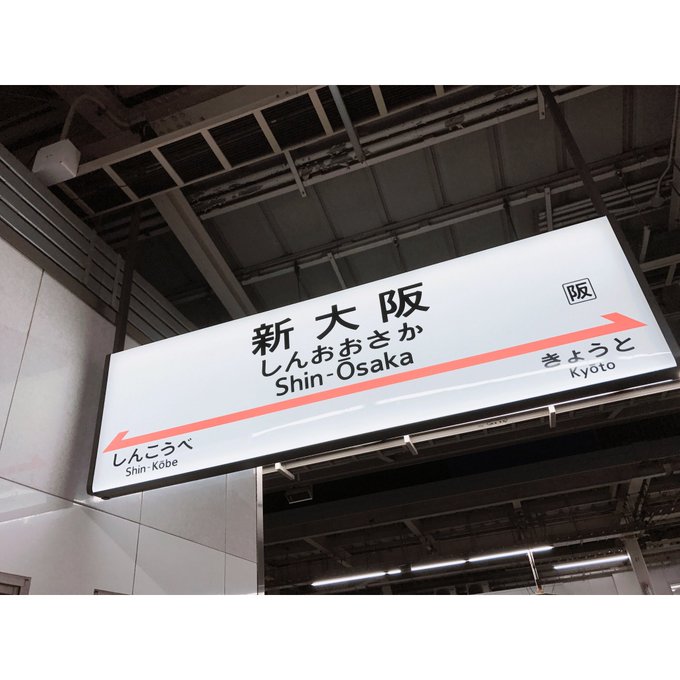 新大阪
しんおおさか
Shin-Ōsaka
阪
しんこうべ
Shin-Kōbe
きょうと
Kyōto